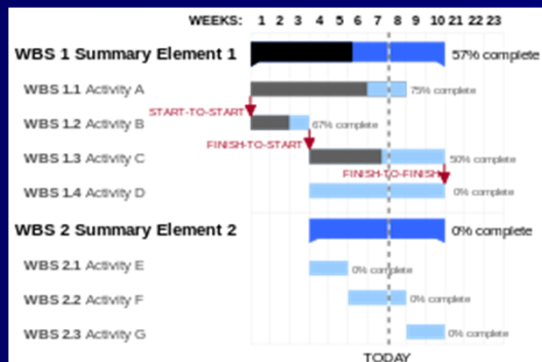 WEEKS: 1 2 3 4 5 6 7 8 9 10 21 22 23
WBS 1 Summary Element 1 57% complete
WBS 1.1 Activity A 75% complete
START-TO-START
WBS 1.2 Activity B 67% complete
FINISH-TO-START
WBS 1.3 Activity C 50% complete
FINISH-TO-FINISH
WBS 1.4 Activity D 0% complete
WBS 2 Summary Element 2 0% complete
WBS 2.1 Activity E 0% complete
WBS 2.2 Activity F 0% complete
WBS 2.3 Activity G 0% complete
TODAY